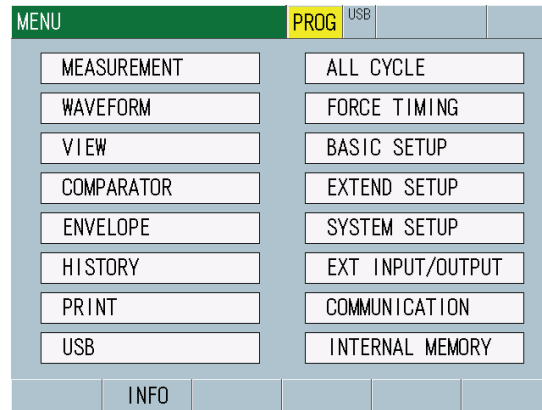 MENU PROG USB
MEASUREMENT
WAVEFORM
VIEW
COMPARATOR
ENVELOPE
HISTORY
PRINT
USB
ALL CYCLE
FORCE TIMING
BASIC SETUP
EXTEND SETUP
SYSTEM SETUP
EXT INPUT/OUTPUT
COMMUNICATION
INTERNAL MEMORY
INFO